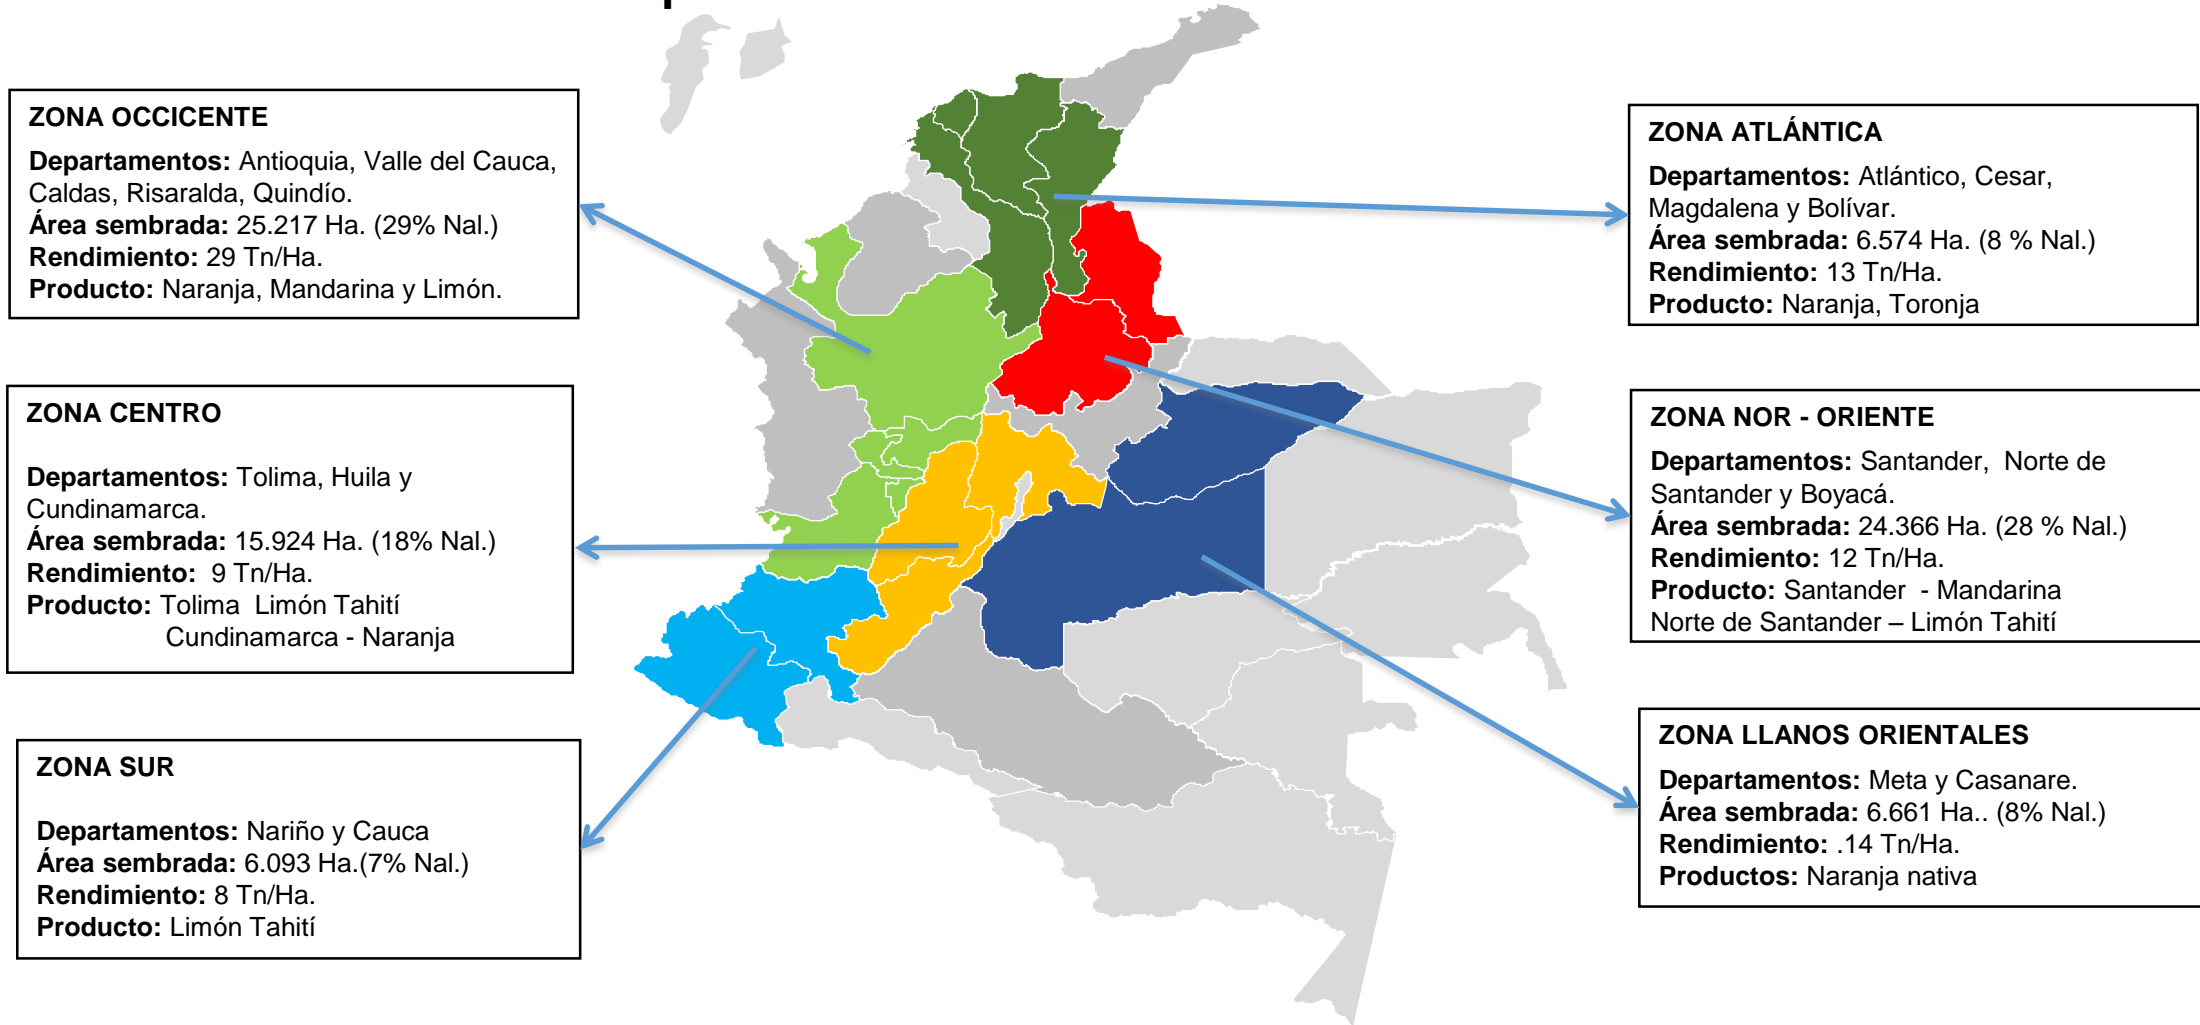 ZONA OCCICENTE
Departamentos: Antioquia, Valle del Cauca,
Caldas, Risaralda, Quindío.
Área sembrada: 25.217 Ha. (29% Nal.)
Rendimiento: 29 Tn/Ha.
Producto: Naranja, Mandarina y Limón.
ZONA CENTRO
Departamentos: Tolima, Huila y
Cundinamarca.
Área sembrada: 15.924 Ha. (18% Nal.)
Rendimiento: 9 Tn/Ha.
Producto: Tolima Limón Tahití
Cundinamarca - Naranja
ZONA SUR
Departamentos: Nariño y Cauca
Área sembrada: 6.093 Ha.(7% Nal.)
Rendimiento: 8 Tn/Ha.
Producto: Limón Tahití
ZONA ATLÁNTICA
Departamentos: Atlántico, Cesar,
Magdalena y Bolívar.
Área sembrada: 6.574 Ha. (8 % Nal.)
Rendimiento: 13 Tn/Ha.
Producto: Naranja, Toronja
ZONA NOR - ORIENTE
Departamentos: Santander, Norte de
Santander y Boyacá.
Área sembrada: 24.366 Ha. (28 % Nal.)
Rendimiento: 12 Tn/Ha.
Producto: Santander - Mandarina
Norte de Santander – Limón Tahití
ZONA LLANOS ORIENTALES
Departamentos: Meta y Casanare.
Área sembrada: 6.661 Ha.. (8% Nal.)
Rendimiento: .14 Tn/Ha.
Productos: Naranja nativa